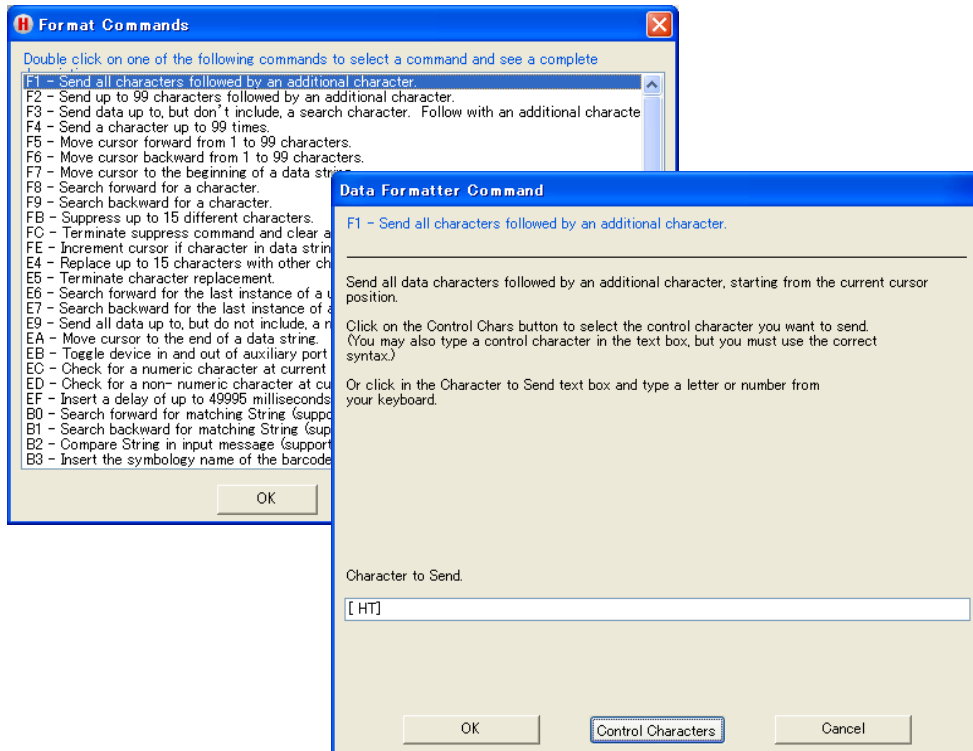 Format Commands
Double click on one of the following commands to select a command and see a complete
F1 - Send all characters followed by an additional character.
F2 - Send up to 99 characters followed by an additional character.
F3 - Send data up to, but don't include, a search character.  Follow with an additional characte
F4 - Send a character up to 99 times.
F5 - Move cursor forward from 1 to 99 characters.
F6 - Move cursor backward from 1 to 99 characters.
F7 - Move cursor to the beginning of a data string.
F8 - Search forward for a character.
F9 - Search backward for a character.
FB - Suppress up to 15 different characters.
FC - Terminate suppress command and clear a
FE - Increment cursor if character in data strin
E4 - Replace up to 15 characters with other ch
E5 - Terminate character replacement.
E6 - Search forward for the last instance of a
E7 - Search backward for the last instance of a
E9 - Send all data up to, but do not include, a n
EA - Move cursor to the end of a data string.
EB - Toggle device in and out of auxiliary port
EC - Check for a numeric character at current
ED - Check for a non- numeric character at cu
EF - Insert a delay of up to 49995 milliseconds
B0 - Search forward for matching String (suppo
B1 - Search backward for matching String (sup
B2 - Compare String in input message (support
B3 - Insert the symbology name of the barcode
OK
Data Formatter Command
F1 - Send all characters followed by an additional character.
Send all data characters followed by an additional character, starting from the current cursor
position.
Click on the Control Chars button to select the control character you want to send.
(You may also type a control character in the text box, but you must use the correct
syntax.)
Or click in the Character to Send text box and type a letter or number from
your keyboard.
Character to Send.
[ HT]
OK
Control Characters
Cancel